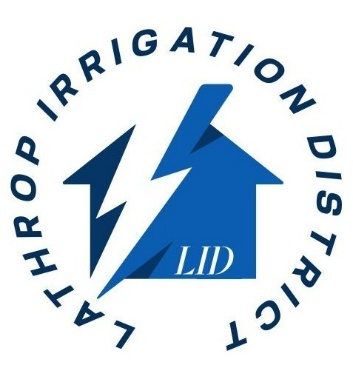 LATHROP IRRIGATION DISTRICT
LID